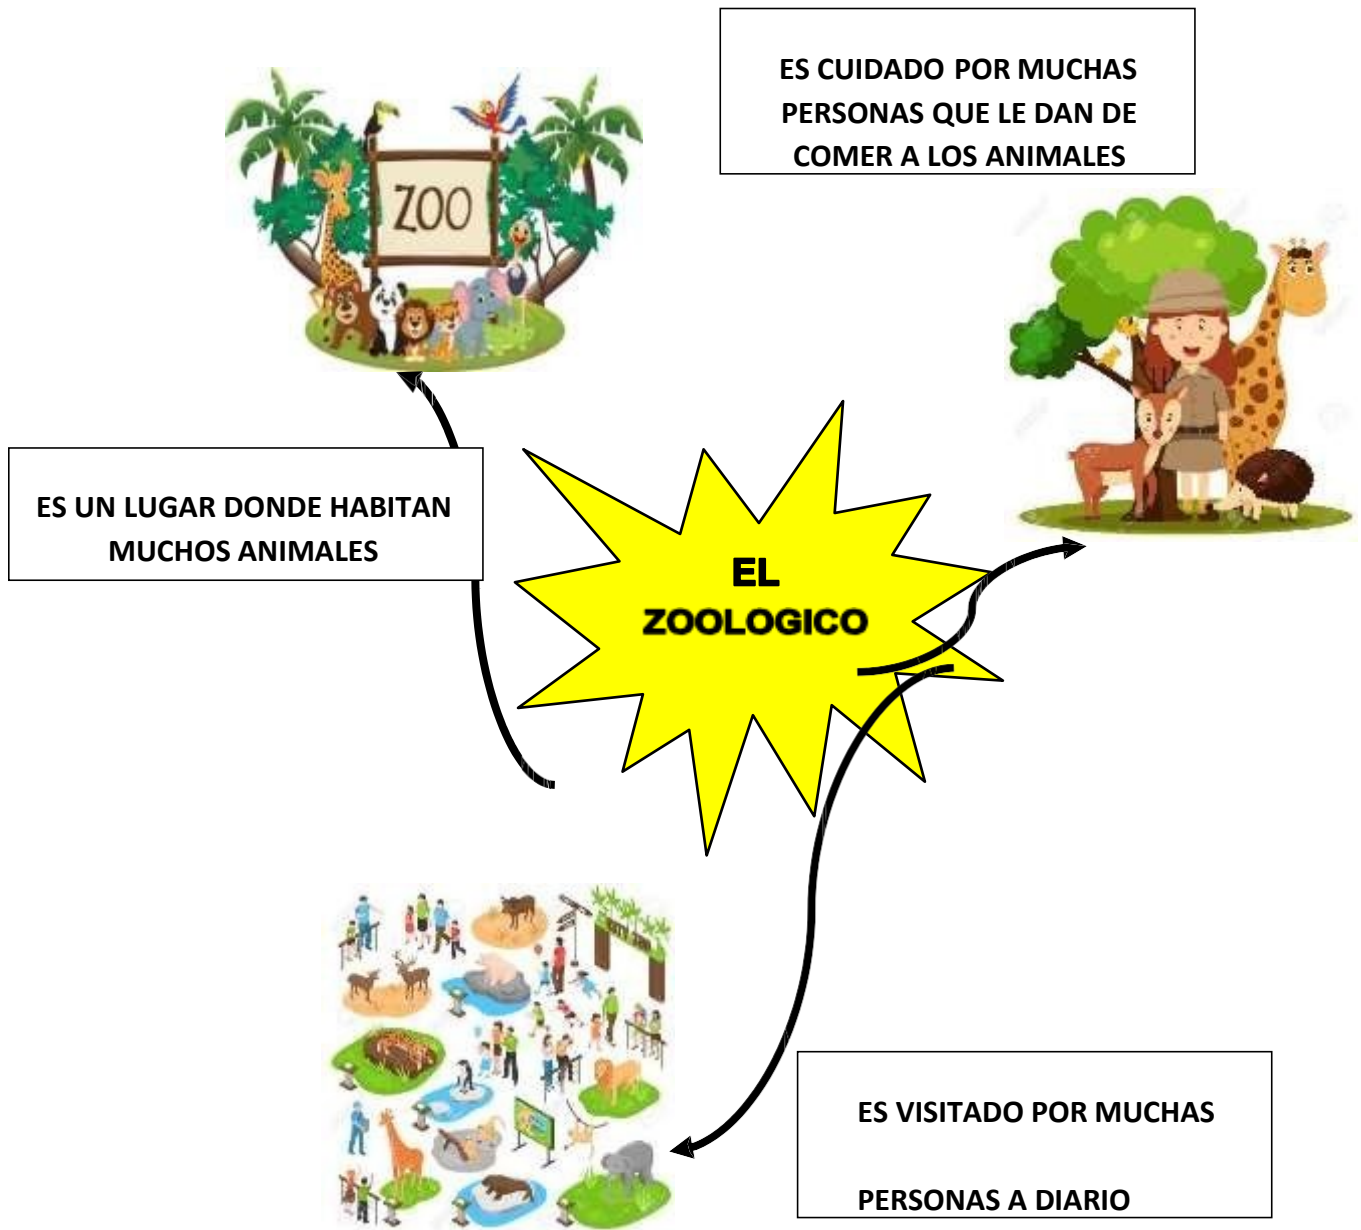 ES CUIDADO POR MUCHAS
PERSONAS QUE LE DAN DE
COMER A LOS ANIMALES
ZOO
ES UN LUGAR DONDE HABITAN
MUCHOS ANIMALES
EL
ZOOLOGICO
ES VISITADO POR MUCHAS
PERSONAS A DIARIO